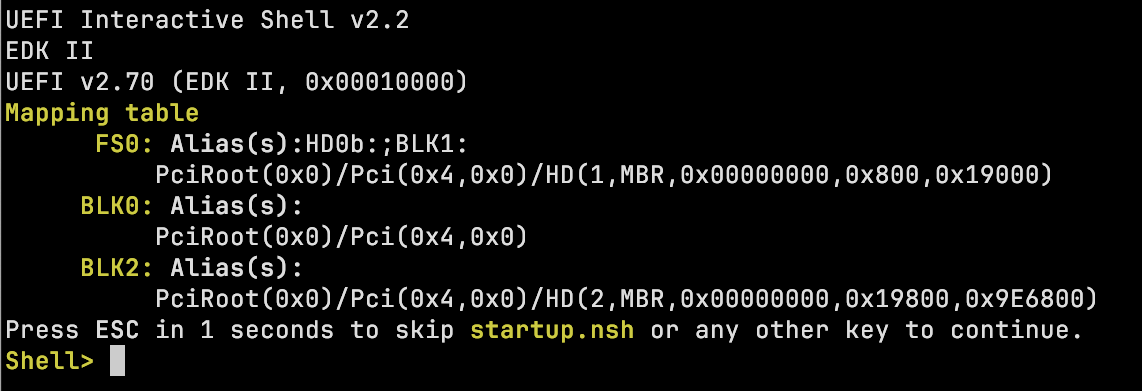 UEFI Interactive Shell v2.2
EDK II
UEFI v2.70 (EDK II, 0x00010000)
Mapping table
FS0: Alias(s):HD0b:;BLK1:
PciRoot(0x0)/Pci(0x4,0x0)/HD(1,MBR,0x00000000,0x800,0x19000)
BLK0: Alias(s):
PciRoot(0x0)/Pci(0x4,0x0)
BLK2: Alias(s):
PciRoot(0x0)/Pci(0x4,0x0)/HD(2,MBR,0x00000000,0x19800,0x9E6800)
Press ESC in 1 seconds to skip startup.nsh or any other key to continue.
Shell>